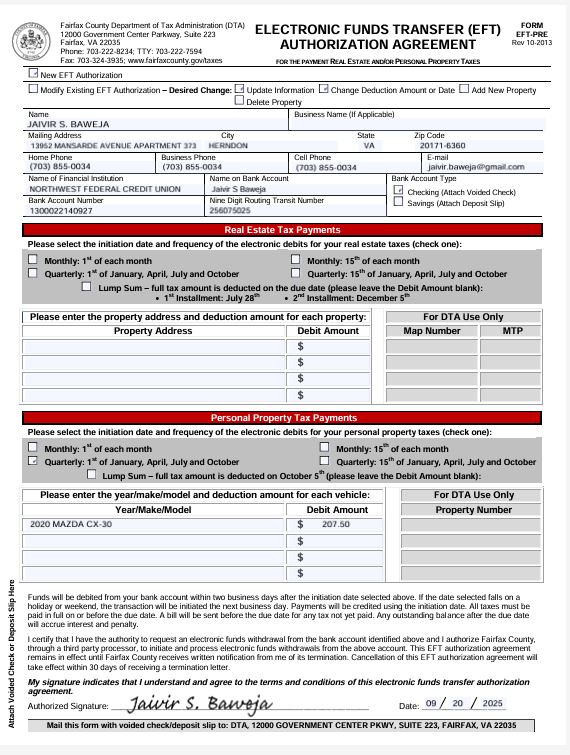 Fairfax County Department of Tax Administration (DTA)
12000 Government Center Parkway, Suite 223
Fairfax, VA 22035
Phone: 703-222-8234; TTY: 703-222-7594
Fax: 703-324-3935; www.fairfaxcounty.gov/taxes
ELECTRONIC FUNDS TRANSFER (EFT)
AUTHORIZATION AGREEMENT
FOR THE PAYMENT REAL ESTATE AND/OR PERSONAL PROPERTY TAXES
FORM
EFT-PRE
Rev 10-2013
New EFT Authorization
Modify Existing EFT Authorization – Desired Change: Update Information Change Deduction Amount or Date Add New Property
Delete Property
Name Business Name (If Applicable)
JAIVIR S. BAWEJA
Mailing Address City State Zip Code
13952 MANSARDE AVENUE APARTMENT 373 HERNDON VA 20171-6360
Home Phone Business Phone Cell Phone E-mail
(703) 855-0034 (703) 855-0034 (703) 855-0034 jaivir.baweja@gmail.com
Name of Financial Institution Name on Bank Account Bank Account Type
NORTHWEST FEDERAL CREDIT UNION Jaivir S Baweja Checking (Attach Voided Check)
Bank Account Number Nine Digit Routing Transit Number Savings (Attach Deposit Slip)
1300022140927 256075025
Real Estate Tax Payments
Please select the initiation date and frequency of the electronic debits for your real estate taxes (check one):
Monthly: 1st of each month Monthly: 15th of each month
Quarterly: 1st of January, April, July and October Quarterly: 15th of January, April, July and October
Lump Sum – full tax amount is deducted on the due date (please leave the Debit Amount blank):
• 1st Installment: July 28th • 2nd Installment: December 5th
Please enter the property address and deduction amount for each property: For DTA Use Only
Property Address Debit Amount Map Number MTP
$
$
$
$
Personal Property Tax Payments
Please select the initiation date and frequency of the electronic debits for your personal property taxes (check one):
Monthly: 1st of each month Monthly: 15th of each month
Quarterly: 1st of January, April, July and October Quarterly: 15th of January, April, July and October
Lump Sum – full tax amount is deducted on October 5th (please leave the Debit Amount blank):
Please enter the year/make/model and deduction amount for each vehicle: For DTA Use Only
Year/Make/Model Debit Amount Property Number
2020 MAZDA CX-30 $ 207.50
$
$
$
Attach Voided Check or Deposit Slip Here
Funds will be debited from your bank account within two business days after the initiation date selected above. If the date selected falls on a
holiday or weekend, the transaction will be initiated the next business day. Payments will be credited using the initiation date. All taxes must be
paid in full on or before the due date. A bill will be sent before the due date for any tax not yet paid. Any outstanding balance after the due date
will accrue interest and penalty.
I certify that I have the authority to request an electronic funds withdrawal from the bank account identified above and I authorize Fairfax County,
through a third party processor, to initiate and process electronic funds withdrawals from the above account. This EFT authorization agreement
remains in effect until Fairfax County receives written notification from me of its termination. Cancellation of this EFT authorization agreement will
take effect within 30 days of receiving a termination letter.
My signature indicates that I understand and agree to the terms and conditions of this electronic funds transfer authorization
agreement.
Authorized Signature: Jaivir S. Baweja Date: 09 / 20 / 2025
Mail this form with voided check/deposit slip to: DTA, 12000 GOVERNMENT CENTER PKWY, SUITE 223, FAIRFAX, VA 22035